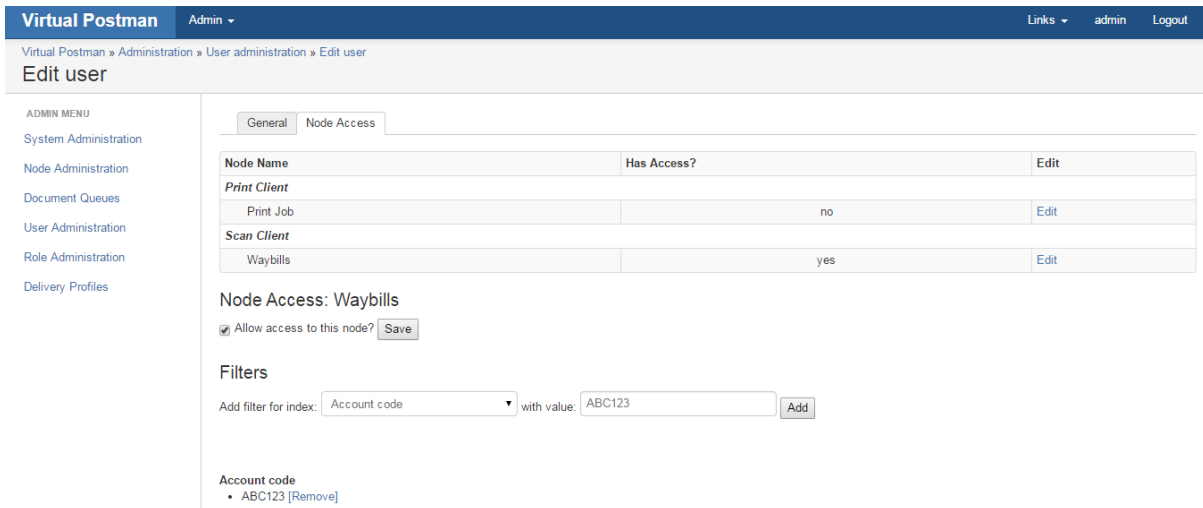 Virtual Postman Admin Links admin Logout
Virtual Postman » Administration » User administration » Edit user
Edit user
ADMIN MENU
System Administration
Node Administration
Document Queues
User Administration
Role Administration
Delivery Profiles
General Node Access
Node Name Has Access? Edit
Print Client
Print Job no Edit
Scan Client
Waybills yes Edit
Node Access: Waybills
Allow access to this node? Save
Filters
Add filter for index: Account code with value: ABC123 Add
Account code
• ABC123 [Remove]